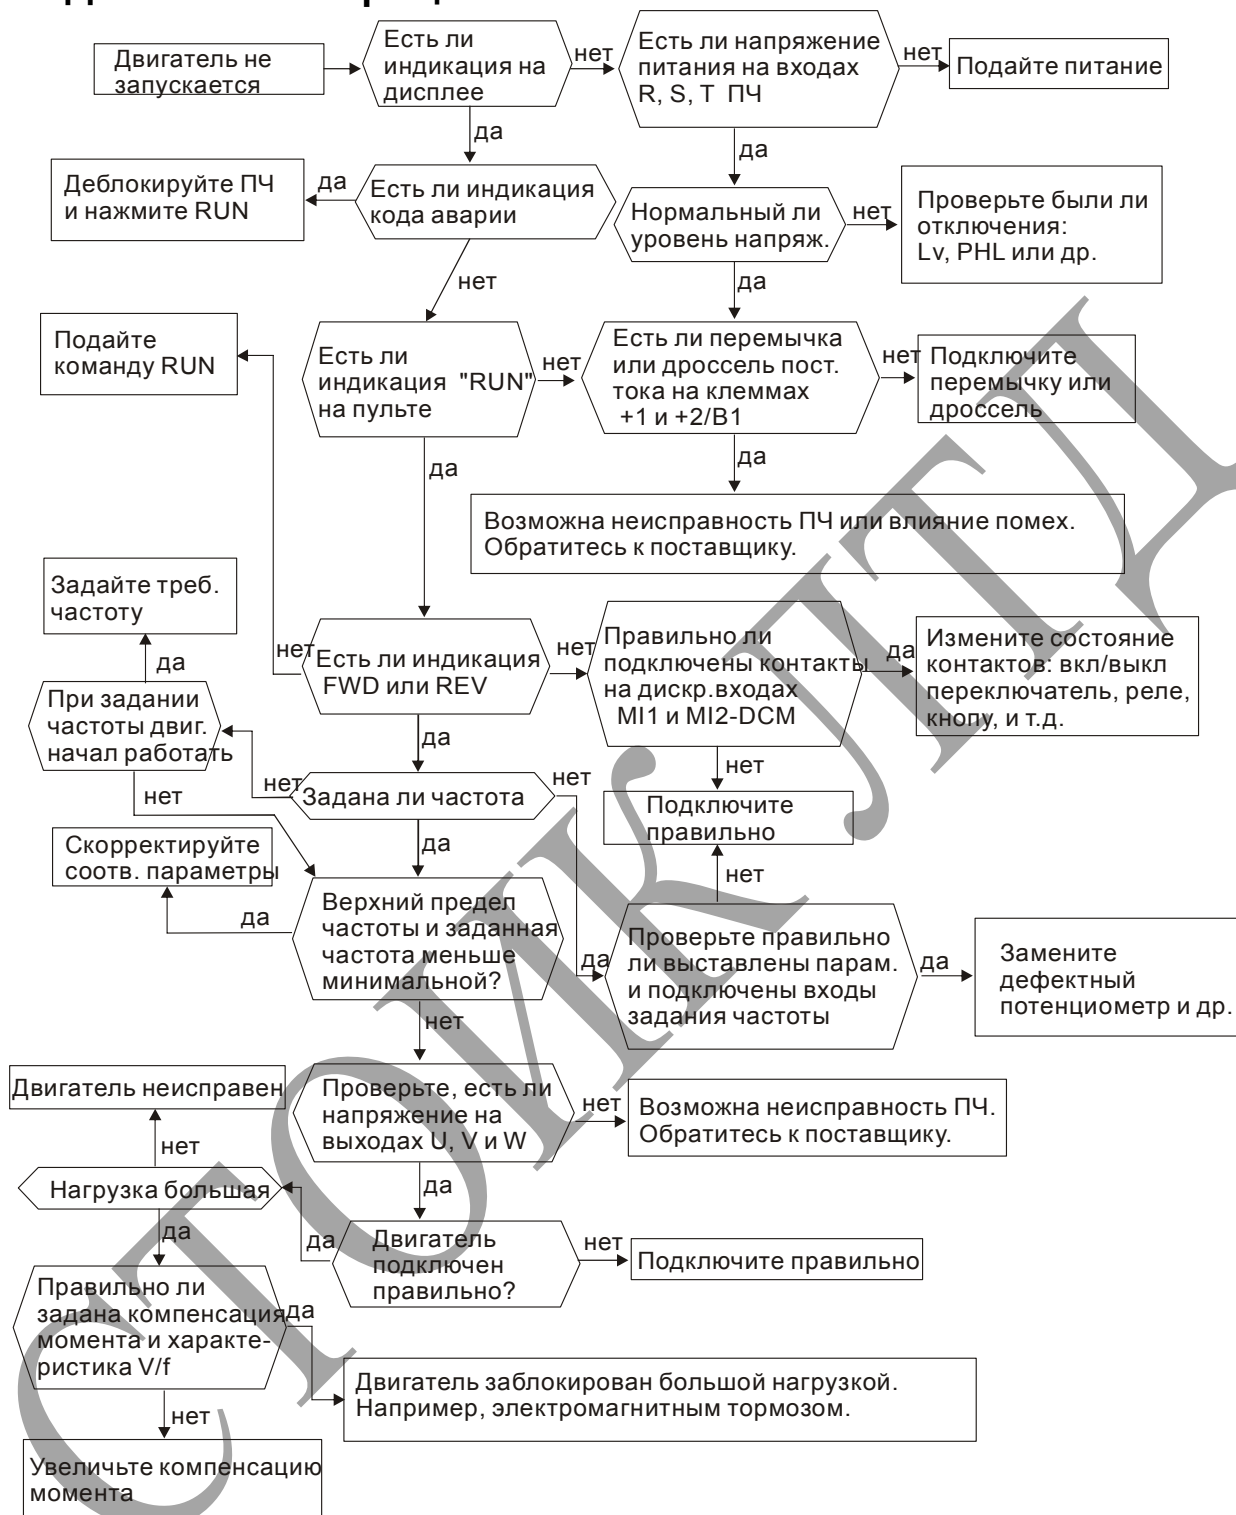 Двигатель не
запускается
Есть ли
индикация на
дисплее
нет
Есть ли напряжение
питания на входах
R, S, T ПЧ
нет
Подайте питание
да
да
Деблокируйте ПЧ
и нажмите RUN
да
Есть ли индикация
кода аварии
Нормальный ли
уровень напряж.
нет
Проверьте были ли
отключения:
Lv, PHL или др.
нет
да
Подайте
команду RUN
Есть ли
индикация "RUN"
на пульте
нет
Есть ли перемычка
или дроссель пост.
тока на клеммах
+1 и +2/B1
нет
Подключите
перемычку или
дроссель
да
да
Возможна неисправность ПЧ или влияние помех.
Обратитесь к поставщику.
Задайте треб.
частоту
да
нет
Есть ли индикация
FWD или REV
нет
Правильно ли
подключены контакты
на дискр.входах
MI1 и MI2-DCM
да
Измените состояние
контактов: вкл/выкл
переключатель, реле,
кнопу, и т.д.
При задании
частоты двиг.
начал работать
да
нет
нет
нет
Задана ли частота
нет
Подключите
правильно
Скорректируйте
соотв. параметры
да
нет
да
Верхний предел
частоты и заданная
частота меньше
минимальной?
да
Проверьте правильно
ли выставлены парам.
и подключены входы
задания частоты
да
Замените
дефектный
потенциометр и др.
нет
Двигатель неисправен
Проверьте, есть ли
напряжение на
выходах U, V и W
нет
Возможна неисправность ПЧ.
Обратитесь к поставщику.
нет
Нагрузка большая
да
да
да
Двигатель
подключен
правильно?
нет
Подключите правильно
Правильно ли
задана компенсация
момента и характе-
ристика V/f
да
Двигатель заблокирован большой нагрузкой.
Например, электромагнитным тормозом.
нет
Увеличьте компенсацию
момента
СТОИК ЛТД